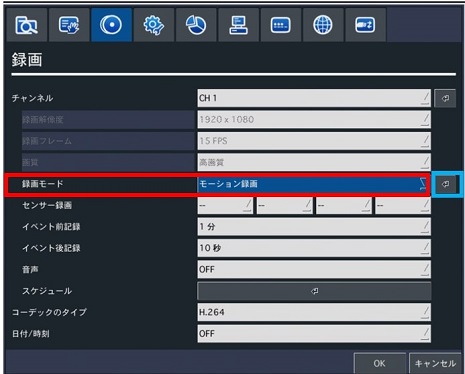 録画
チャンネル CH 1
録画解像度 1920 x 1080
録画フレーム 15 FPS
画質 高画質
録画モード モーション録画
センサー録画 -- -- -- --
イベント前記録 1 分
イベント後記録 10 秒
音声 OFF
スケジュール
コーデックのタイプ H.264
日付/時刻 OFF
OK キャンセル